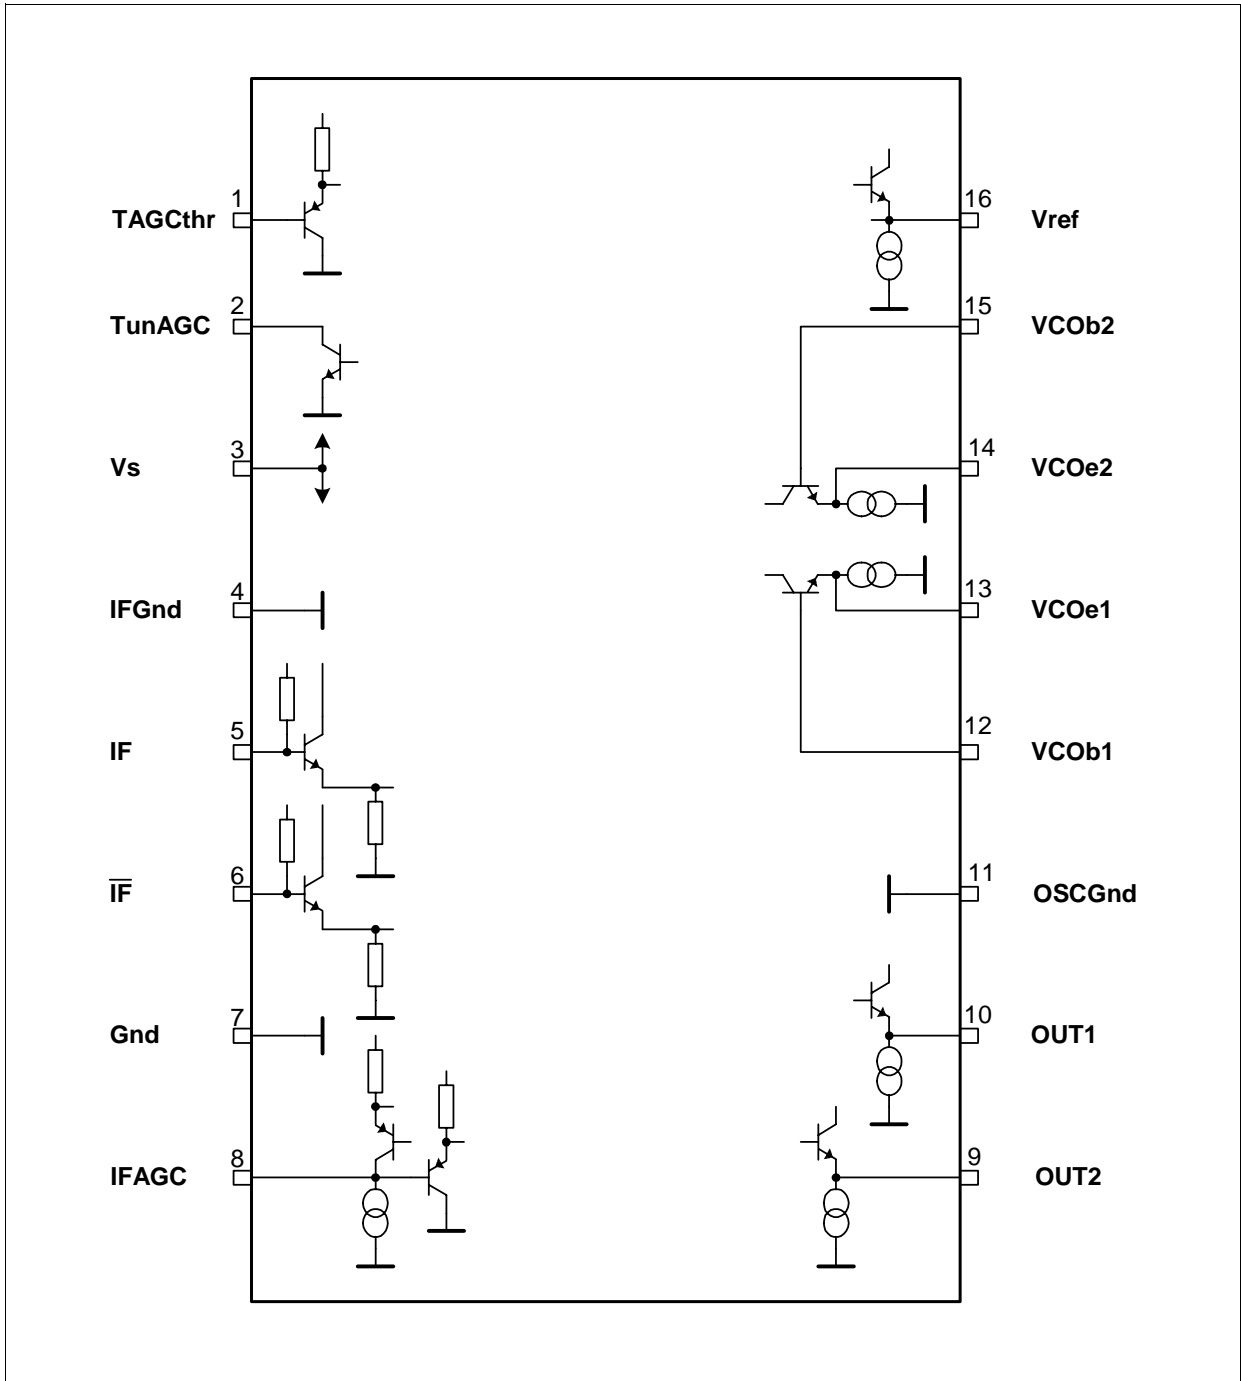 1
TAGCthr
2
TunAGC
3
Vs
4
IFGnd
5
IF
6
I̅F̅
7
Gnd
8
IFAGC
16
Vref
15
VCOb2
14
VCOe2
13
VCOe1
12
VCOb1
11
OSCGnd
10
OUT1
9
OUT2